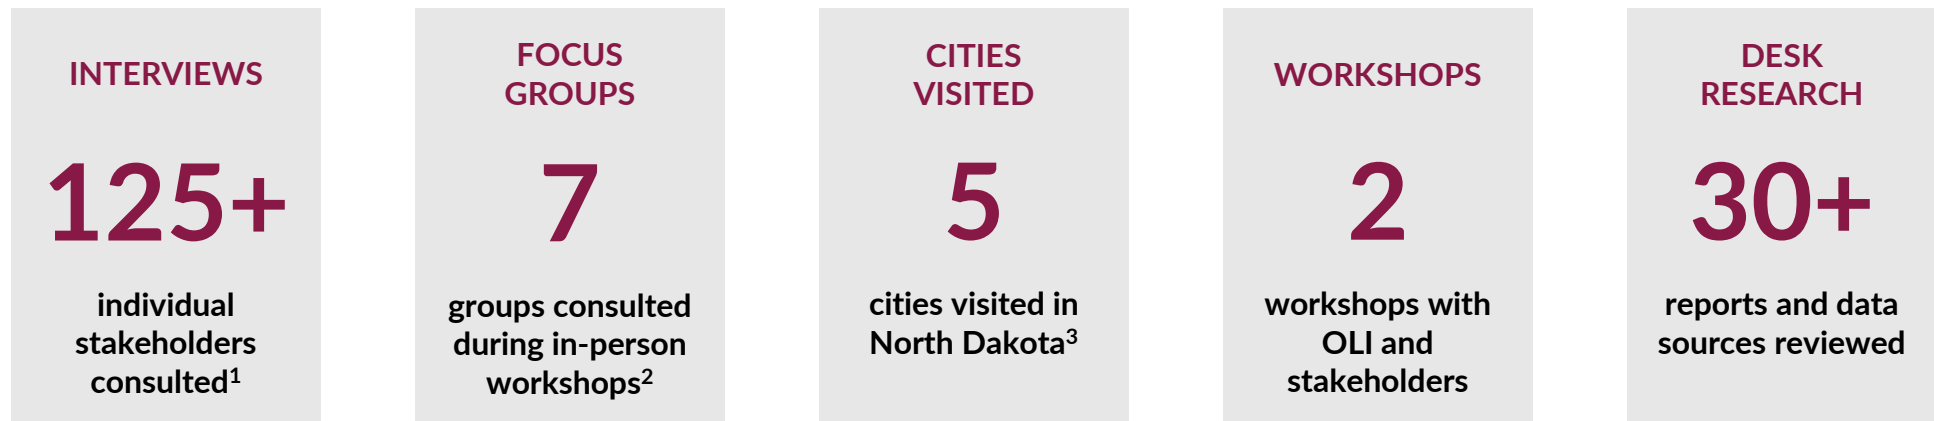 INTERVIEWS
125+
individual
stakeholders
consulted¹
FOCUS
GROUPS
7
groups consulted
during in-person
workshops²
CITIES
VISITED
5
cities visited in
North Dakota³
WORKSHOPS
2
workshops with
OLI and
stakeholders
DESK
RESEARCH
30+
reports and data
sources reviewed